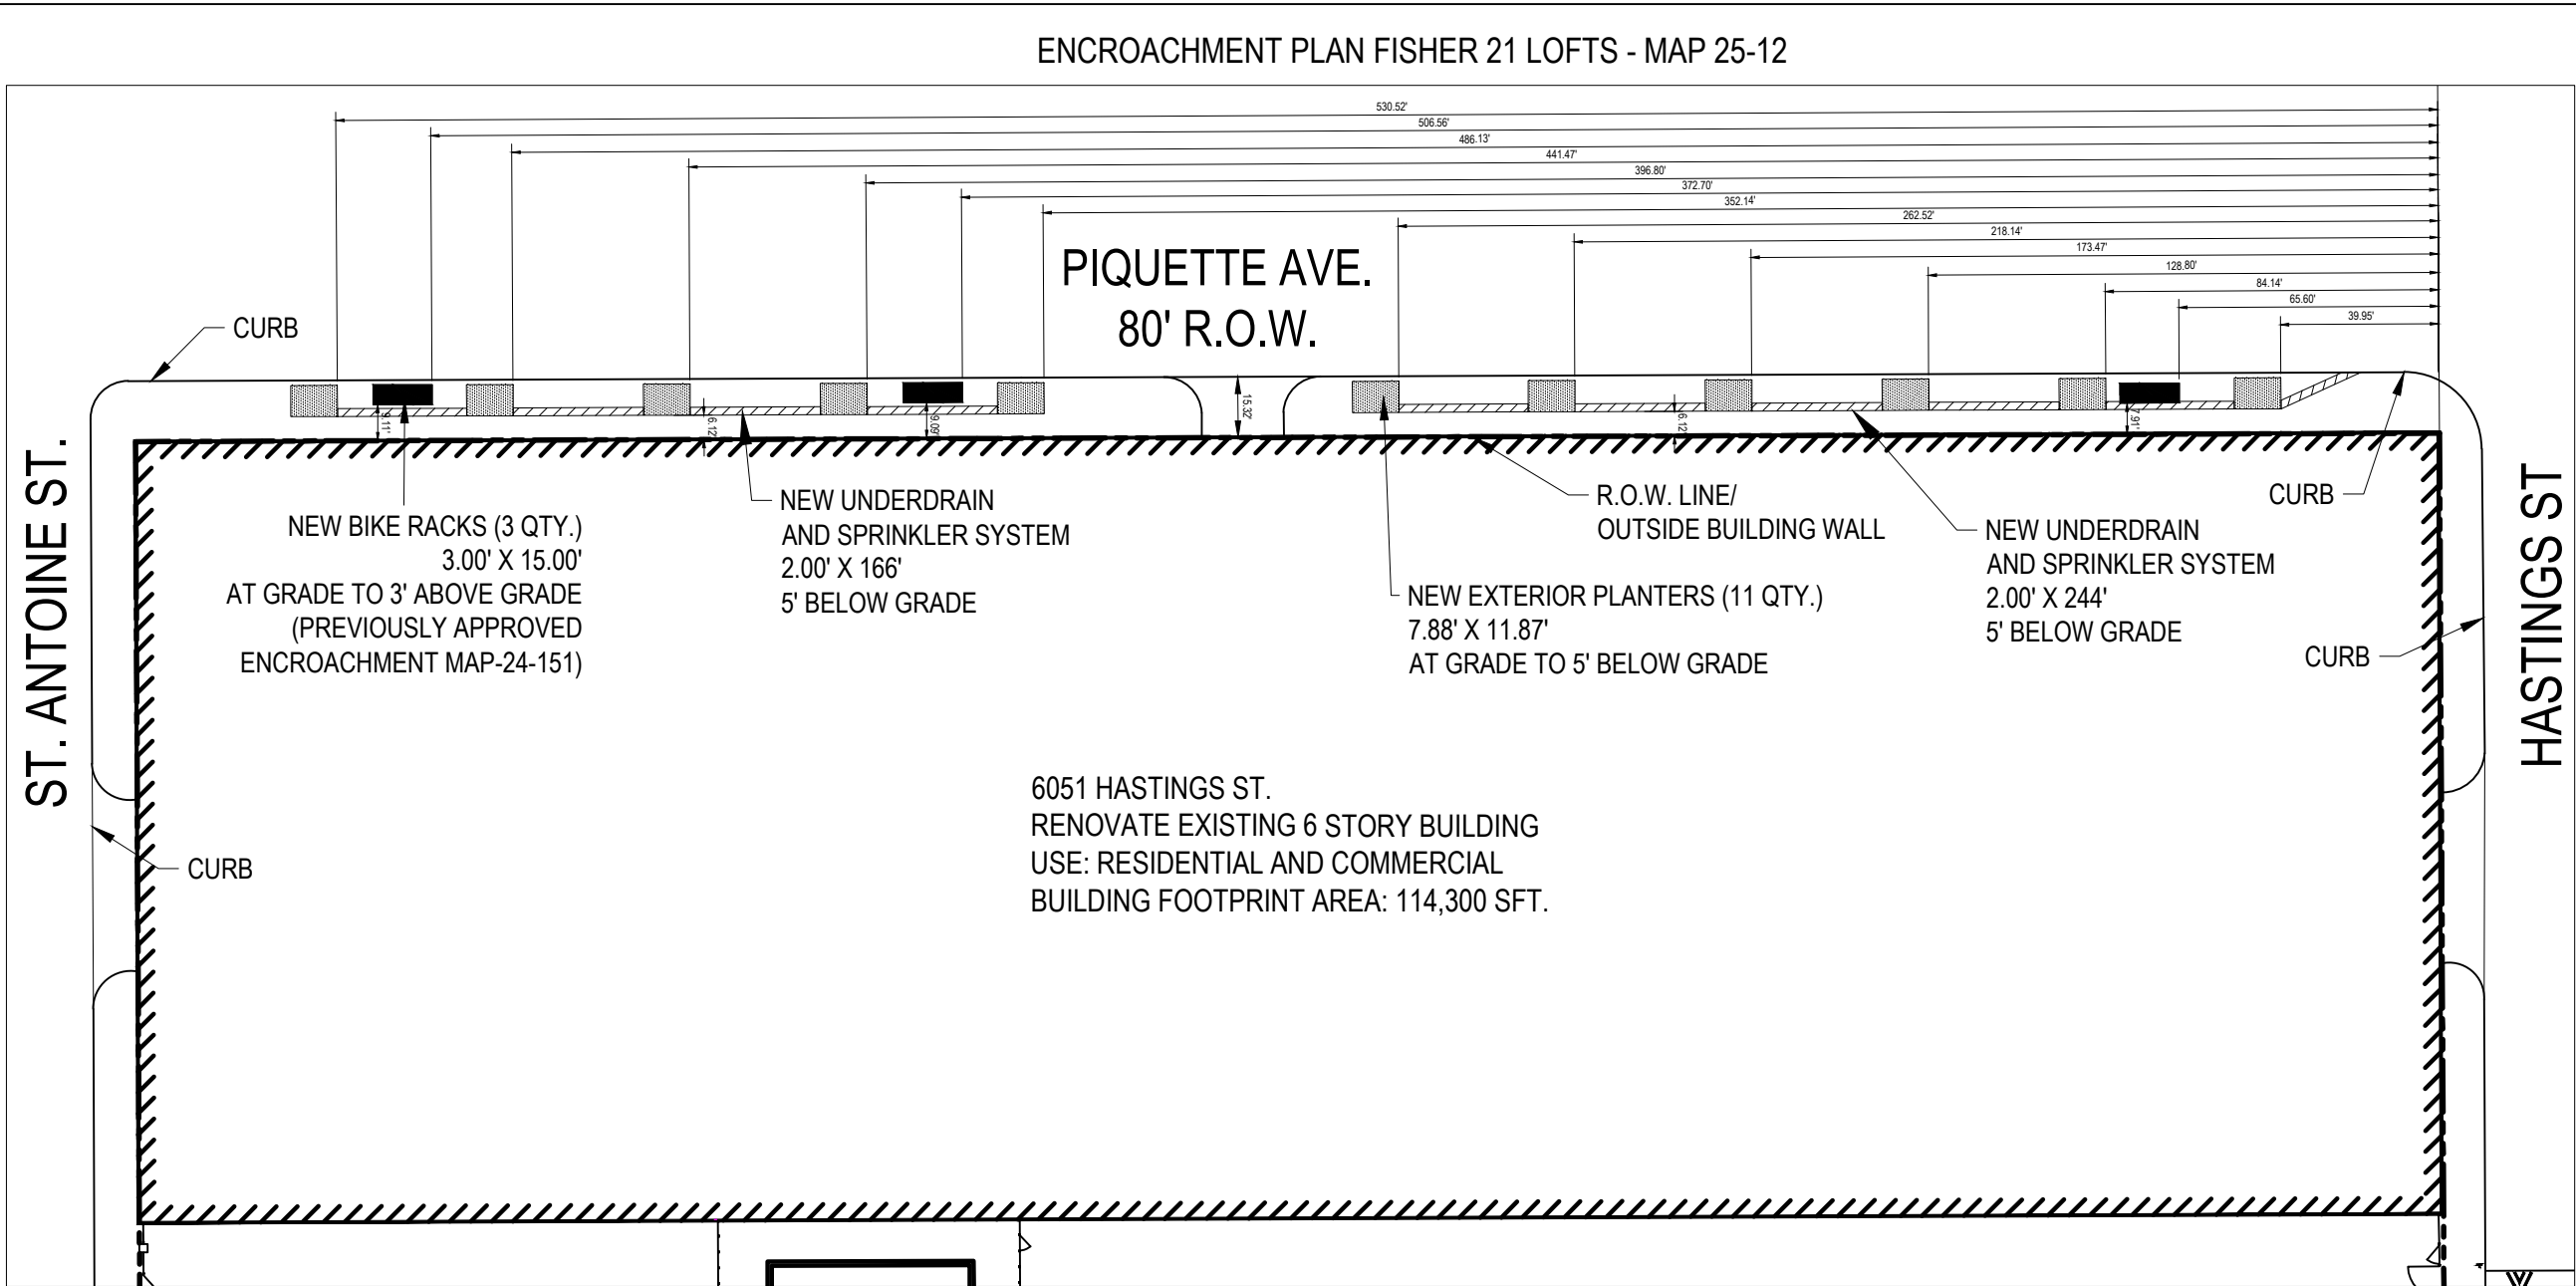 ENCROACHMENT PLAN FISHER 21 LOFTS - MAP 25-12
530.52'
506.56'
486.13'
441.47'
396.80'
372.70'
352.14'
262.52'
218.14'
173.47'
128.80'
84.14'
65.60'
39.95'
PIQUETTE AVE.
80' R.O.W.
CURB
9.11'
6.12'
9.09'
15.32'
6.12'
7.91'
ST. ANTOINE ST.
NEW BIKE RACKS (3 QTY.)
3.00' X 15.00'
AT GRADE TO 3' ABOVE GRADE
(PREVIOUSLY APPROVED
ENCROACHMENT MAP-24-151)
NEW UNDERDRAIN
AND SPRINKLER SYSTEM
2.00' X 166'
5' BELOW GRADE
R.O.W. LINE/
OUTSIDE BUILDING WALL
NEW EXTERIOR PLANTERS (11 QTY.)
7.88' X 11.87'
AT GRADE TO 5' BELOW GRADE
NEW UNDERDRAIN
AND SPRINKLER SYSTEM
2.00' X 244'
5' BELOW GRADE
CURB
CURB
HASTINGS ST
6051 HASTINGS ST.
RENOVATE EXISTING 6 STORY BUILDING
USE: RESIDENTIAL AND COMMERCIAL
BUILDING FOOTPRINT AREA: 114,300 SFT.
CURB